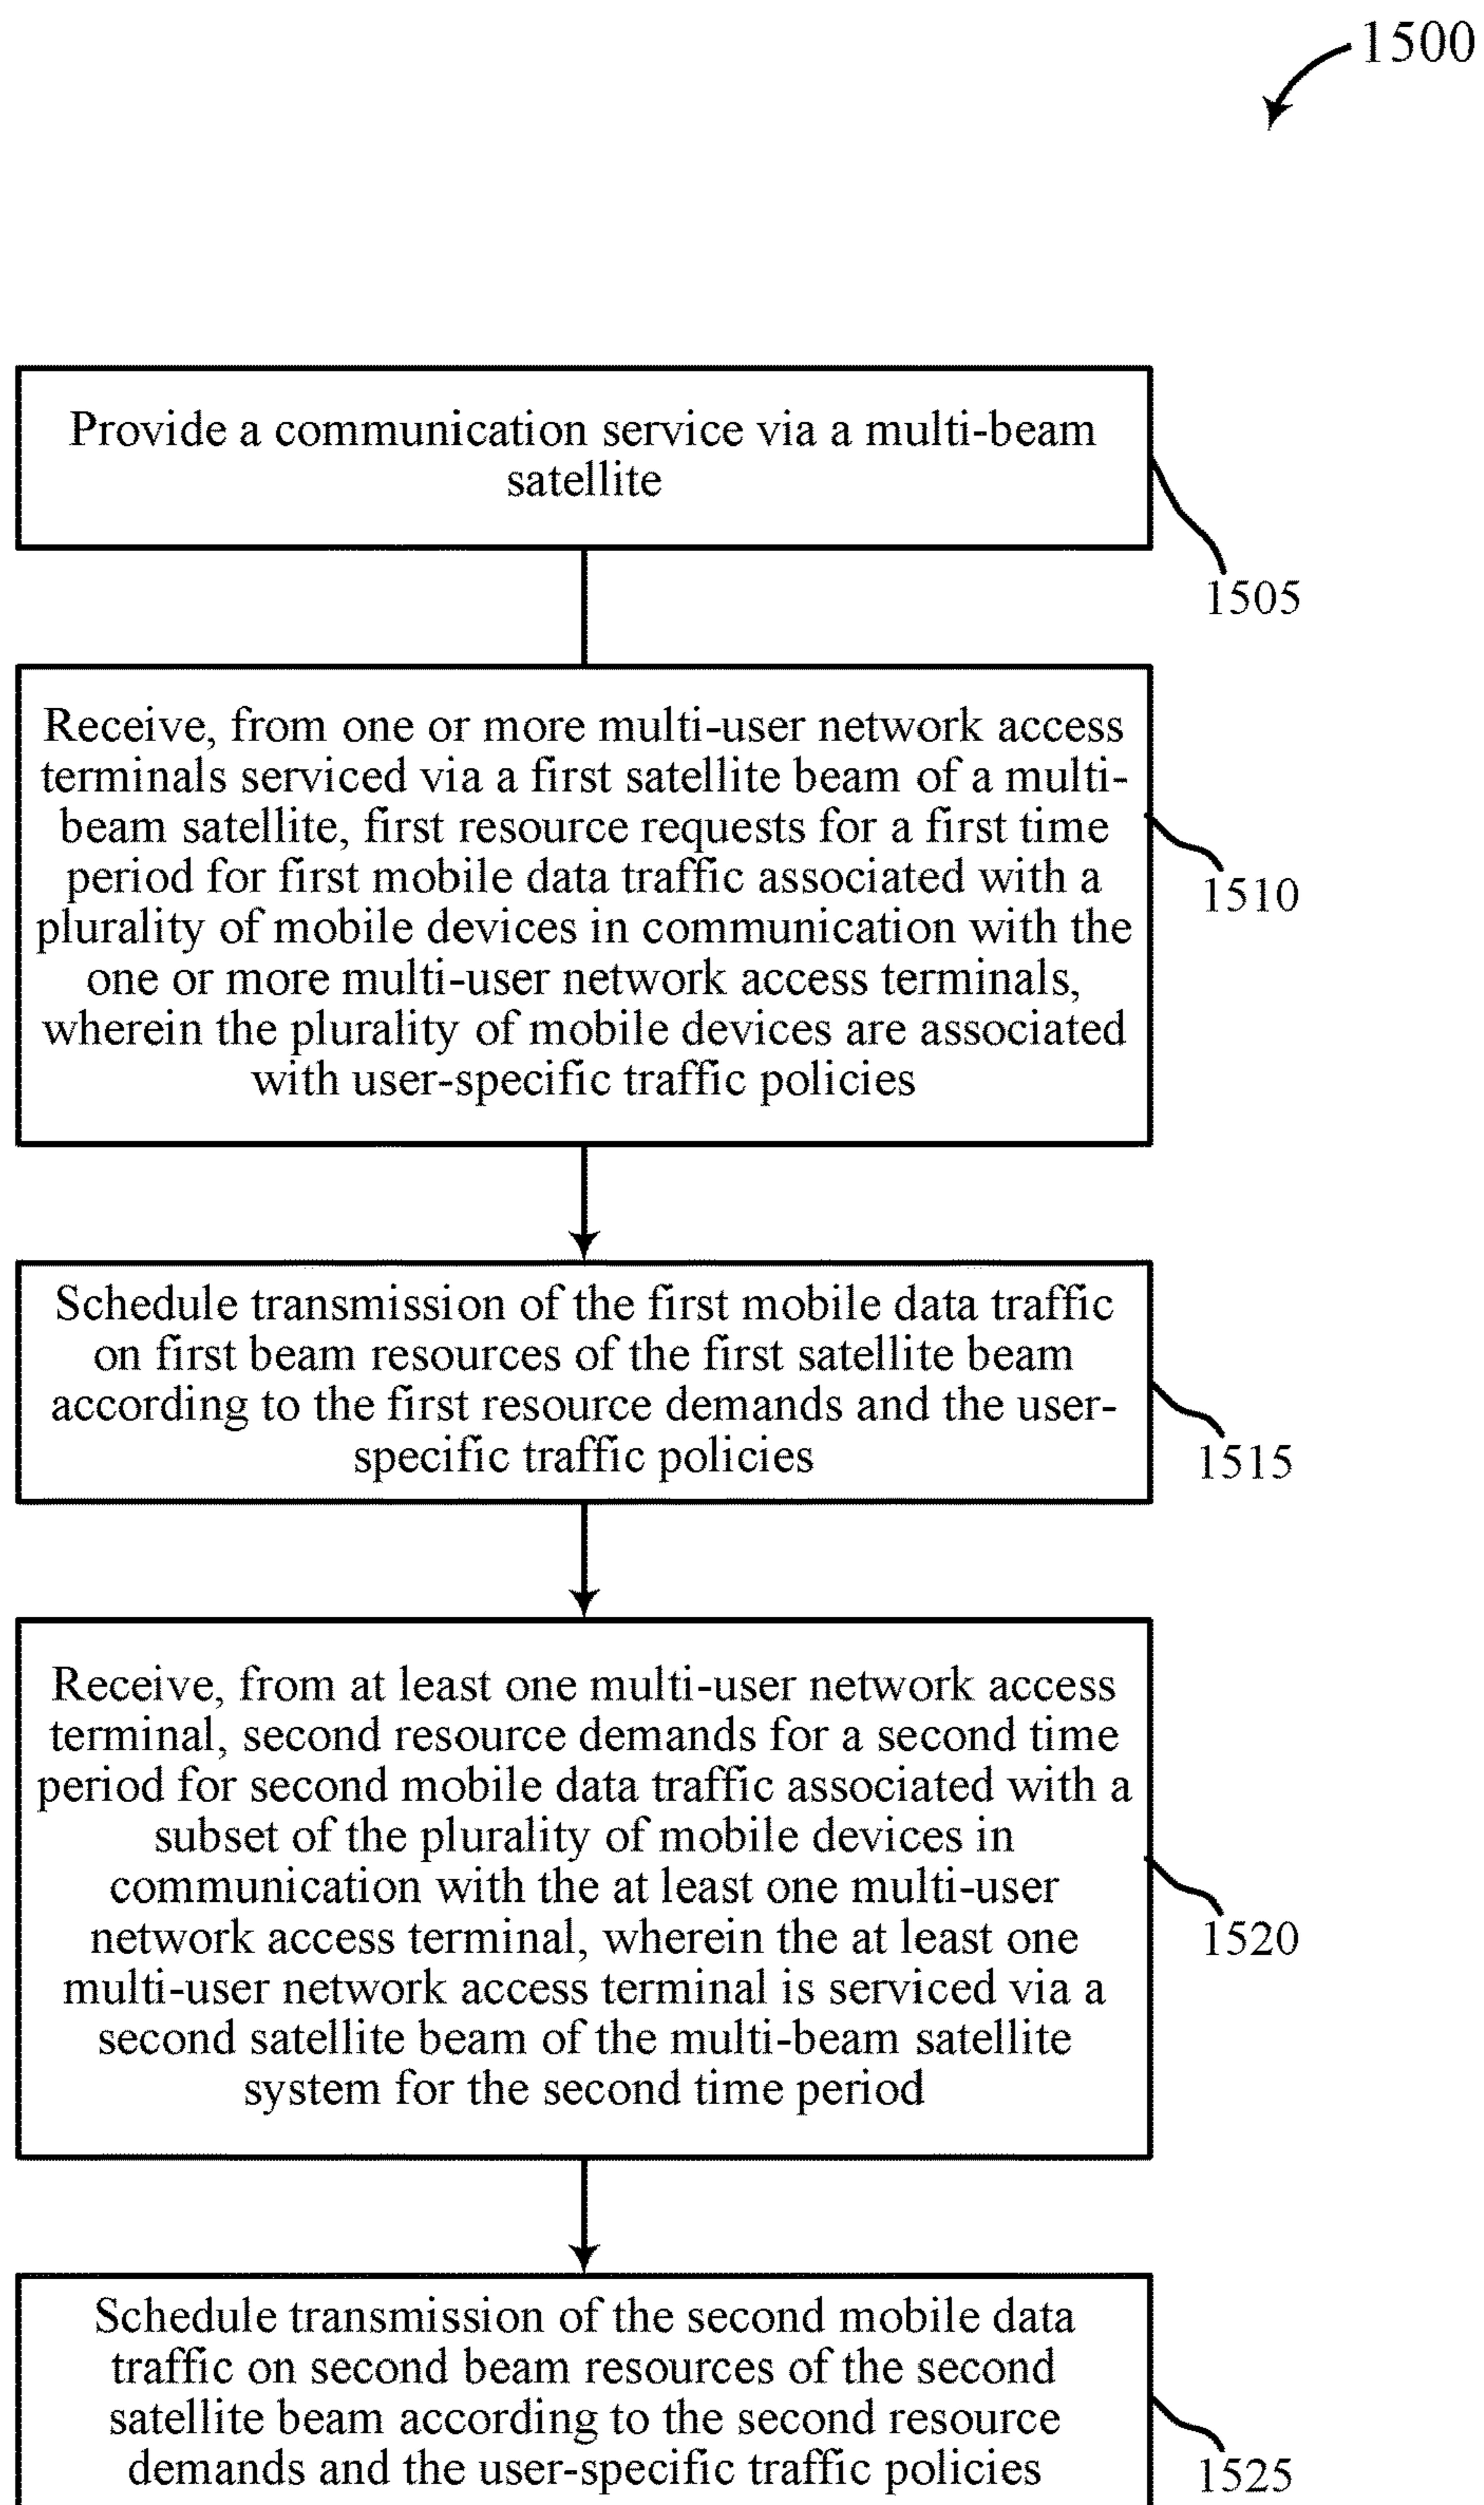 1500
Provide a communication service via a multi-beam
satellite
1505
Receive, from one or more multi-user network access
terminals serviced via a first satellite beam of a multi-
beam satellite, first resource requests for a first time
period for first mobile data traffic associated with a
plurality of mobile devices in communication with the
one or more multi-user network access terminals,
wherein the plurality of mobile devices are associated
with user-specific traffic policies
1510
Schedule transmission of the first mobile data traffic
on first beam resources of the first satellite beam
according to the first resource demands and the user-
specific traffic policies
1515
Receive, from at least one multi-user network access
terminal, second resource demands for a second time
period for second mobile data traffic associated with a
subset of the plurality of mobile devices in
communication with the at least one multi-user
network access terminal, wherein the at least one
multi-user network access terminal is serviced via a
second satellite beam of the multi-beam satellite
system for the second time period
1520
Schedule transmission of the second mobile data
traffic on second beam resources of the second
satellite beam according to the second resource
demands and the user-specific traffic policies
1525